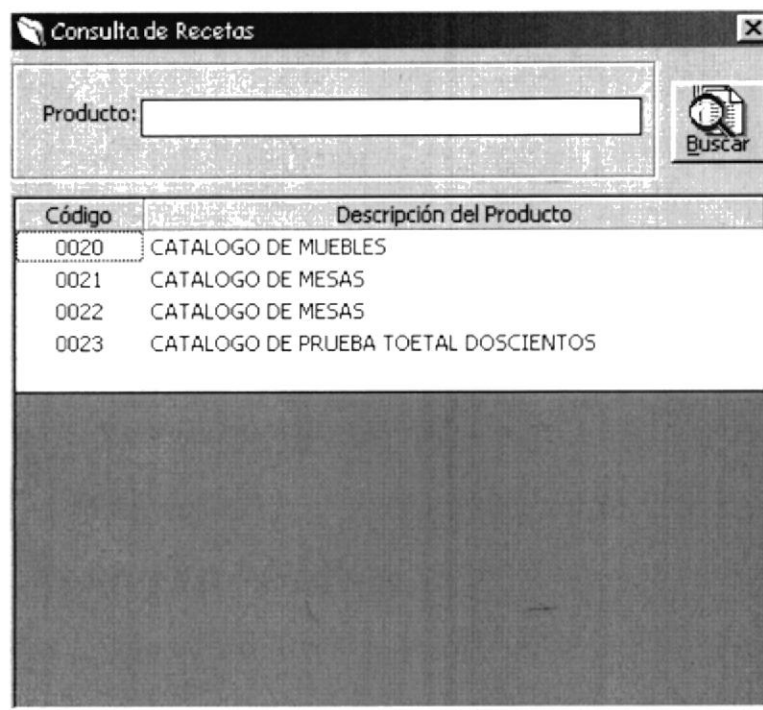 Consulta de Recetas
Producto:
Buscar
Código Descripción del Producto
0020 CATALOGO DE MUEBLES
0021 CATALOGO DE MESAS
0022 CATALOGO DE MESAS
0023 CATALOGO DE PRUEBA TOETAL DOSCIENTOS